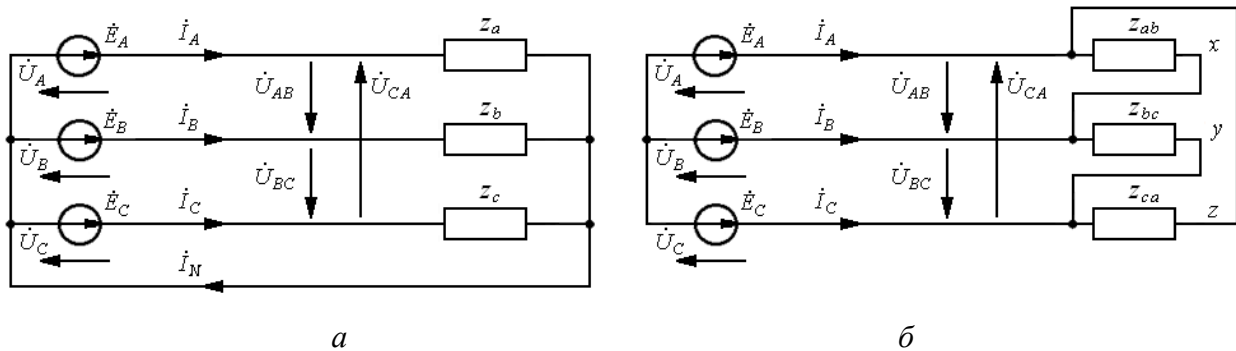 Ė_A İ_A z_a
U̇_A U̇_AB U̇_CA
Ė_B İ_B z_b
U̇_B U̇_BC
Ė_C İ_C z_c
U̇_C İ_N
а
Ė_A İ_A z_ab x
U̇_A U̇_AB U̇_CA
Ė_B İ_B z_bc y
U̇_B U̇_BC
Ė_C İ_C z_ca z
U̇_C
б